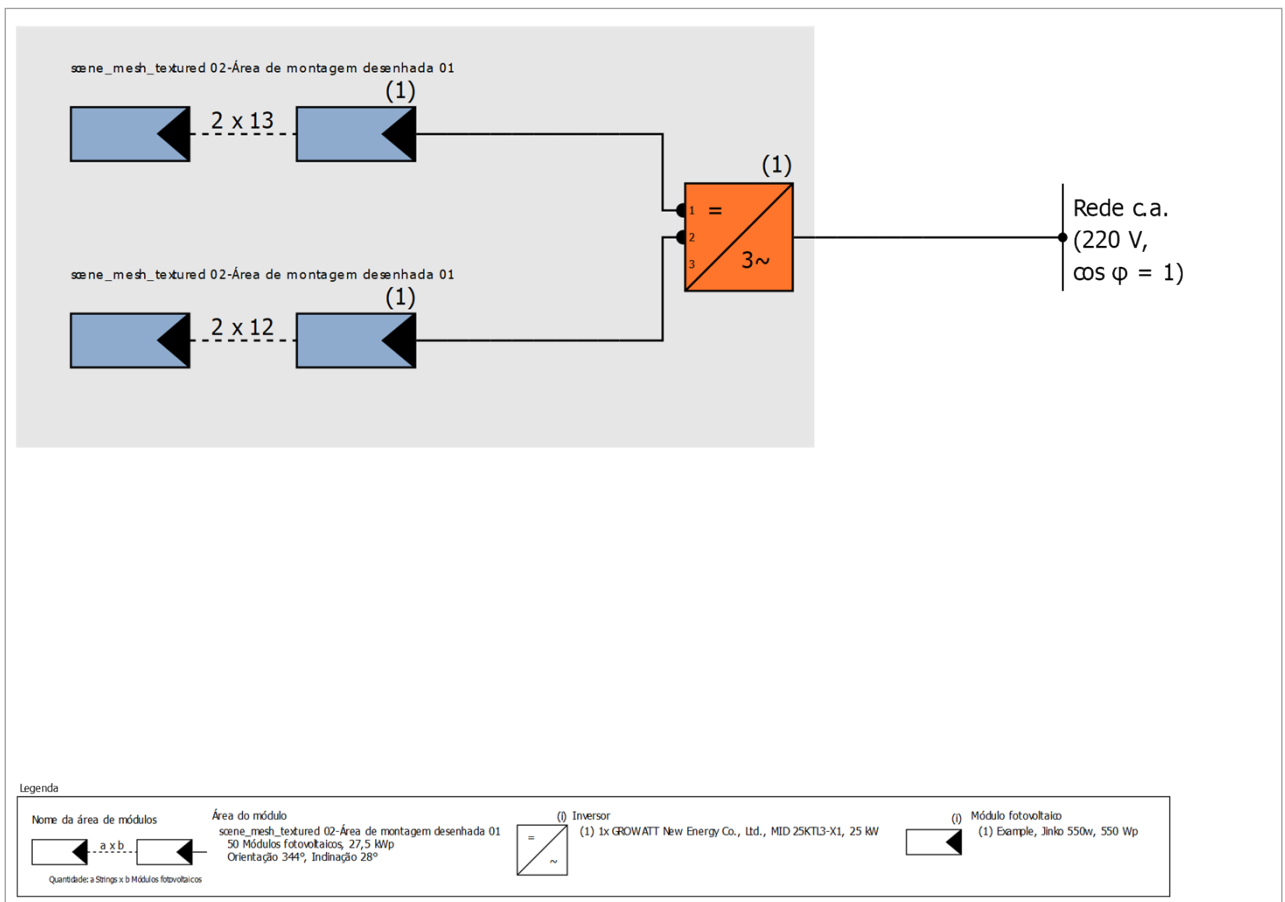 scene_mesh_textured 02-Área de montagem desenhada 01
(1)
2 x 13
(1)
1 =
2
3 3~
Rede c.a.
(220 V,
cos φ = 1)
scene_mesh_textured 02-Área de montagem desenhada 01
(1)
2 x 12
Legenda
Nome da área de módulos
a x b
Quantidade: a Strings x b Módulos fotovoltaicos
Área do módulo
scene_mesh_textured 02-Área de montagem desenhada 01
50 Módulos fotovoltaicos, 27,5 kWp
Orientação 344°, Inclinação 28°
(i) Inversor
= ~
(1) 1x GROWATT New Energy Co., Ltd., MID 25KTL3-X1, 25 kW
(i) Módulo fotovoltaico
(1) Example, Jinko 550w, 550 Wp